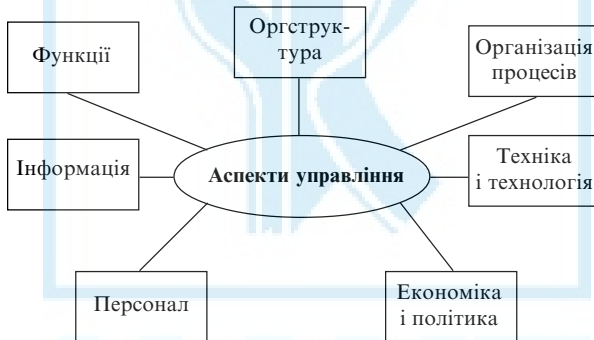 Функції
Оргструк-
тура
Організація
процесів
Інформація
Аспекти управління
Техніка
і технологія
Персонал
Економіка
і політика